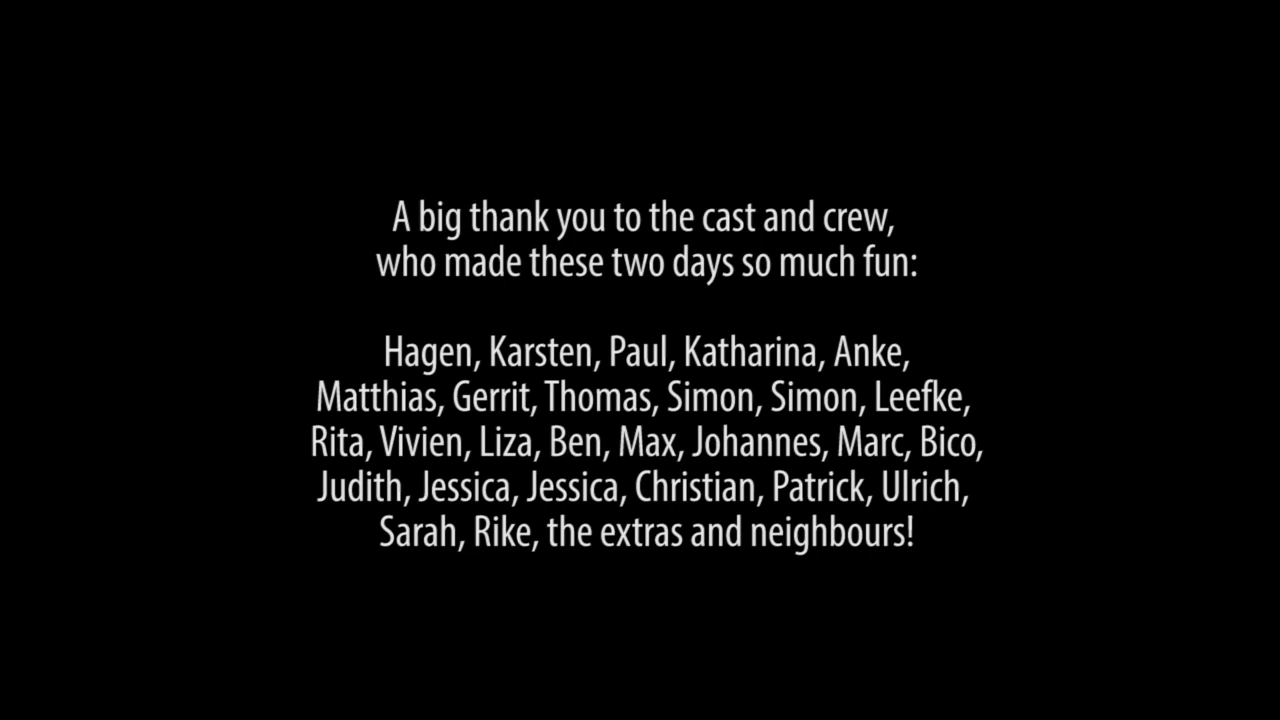 A big thank you to the cast and crew,
who made these two days so much fun:
Hagen, Karsten, Paul, Katharina, Anke,
Matthias, Gerrit, Thomas, Simon, Simon, Leefke,
Rita, Vivien, Liza, Ben, Max, Johannes, Marc, Bico,
Judith, Jessica, Jessica, Christian, Patrick, Ulrich,
Sarah, Rike, the extras and neighbours!